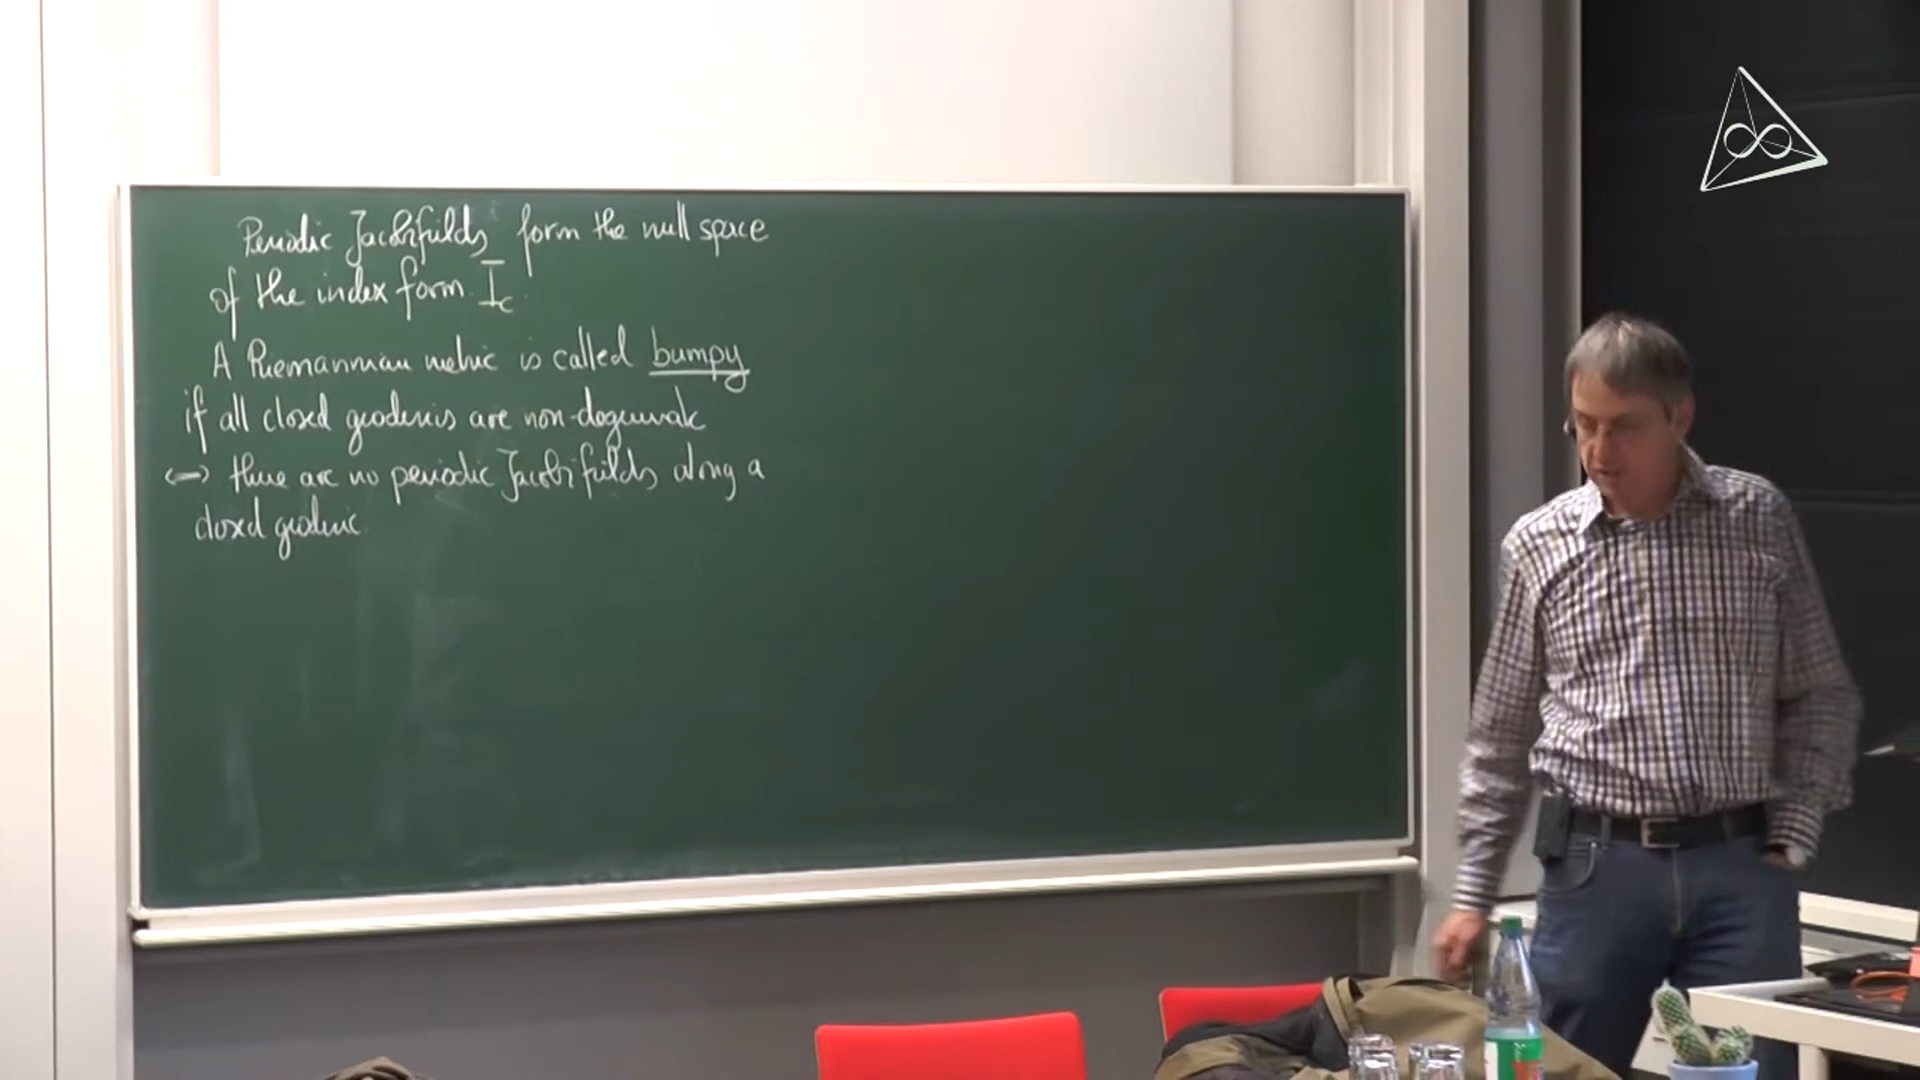 Periodic Jacobifields form the null space
of the index form I_c
A Riemannian metric is called bumpy
if all closed geodesics are non-degenerate
<=> there are no periodic Jacobi fields along a
closed geodesic